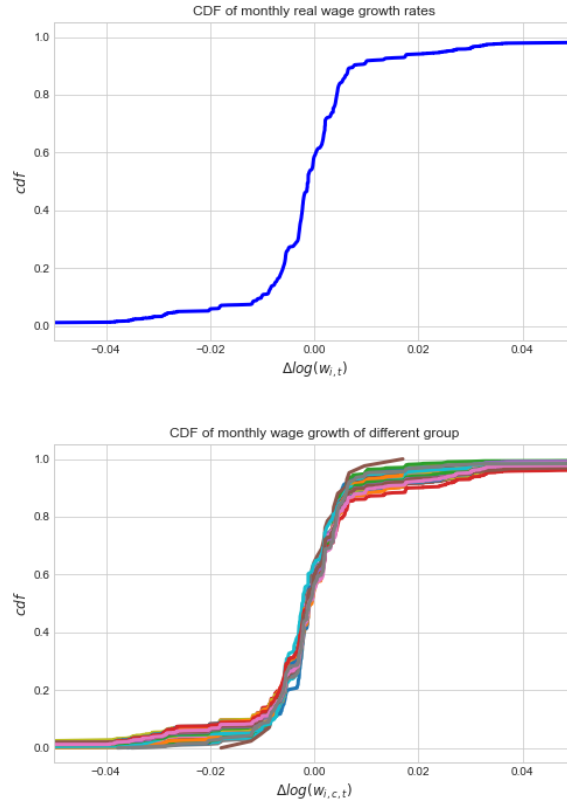 CDF of monthly real wage growth rates
1.0
0.8
0.6
0.4
0.2
0.0
cdf
−0.04 −0.02 0.00 0.02 0.04
Δlog(w_{i,t})
CDF of monthly wage growth of different group
1.0
0.8
0.6
0.4
0.2
0.0
cdf
−0.04 −0.02 0.00 0.02 0.04
Δlog(w_{i,c,t})